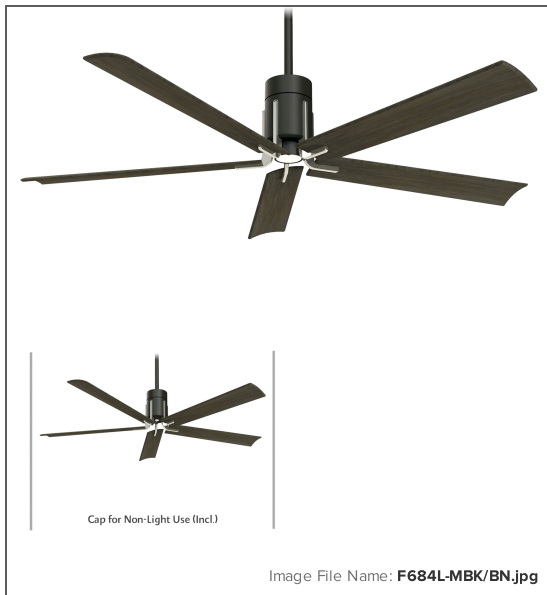 Cap for Non-Light Use (Incl.)
Image File Name: F684L-MBK/BN.jpg